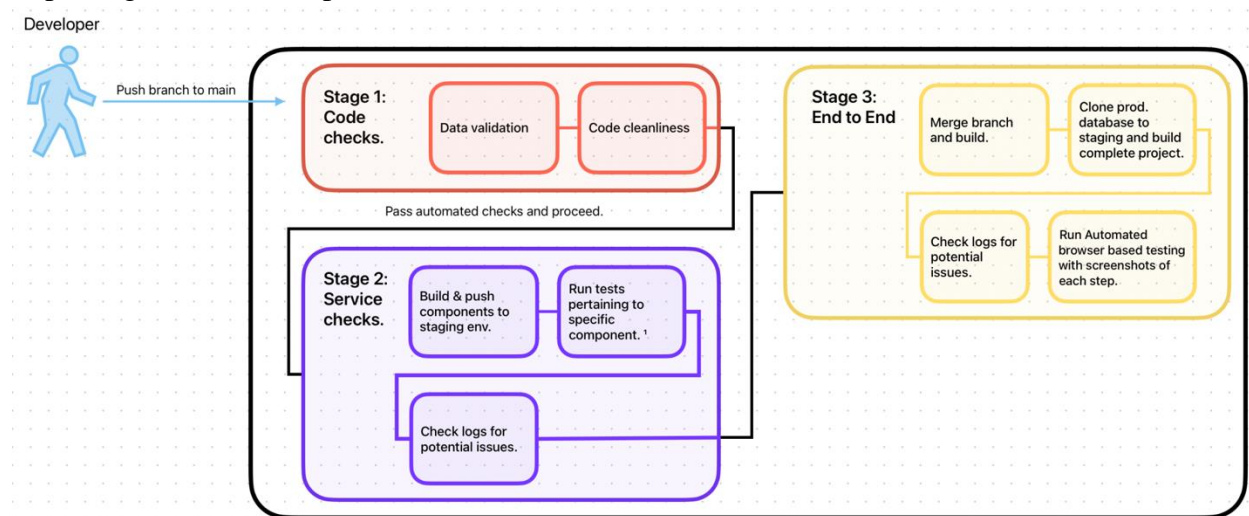 Developer
Push branch to main
Stage 1:
Code
checks.
Data validation
Code cleanliness
Pass automated checks and proceed.
Stage 2:
Service
checks.
Build & push
components to
staging env.
Run tests
pertaining to
specific
component. ¹
Check logs for
potential issues.
Stage 3:
End to End
Merge branch
and build.
Clone prod.
database to
staging and build
complete project.
Check logs for
potential
issues.
Run Automated
browser based testing
with screenshots of
each step.